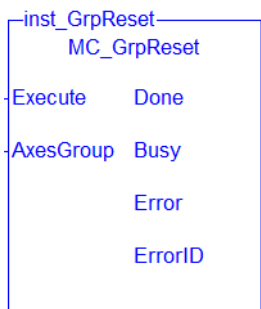 inst_GrpReset
MC_GrpReset
Execute Done
AxesGroup Busy
Error
ErrorID